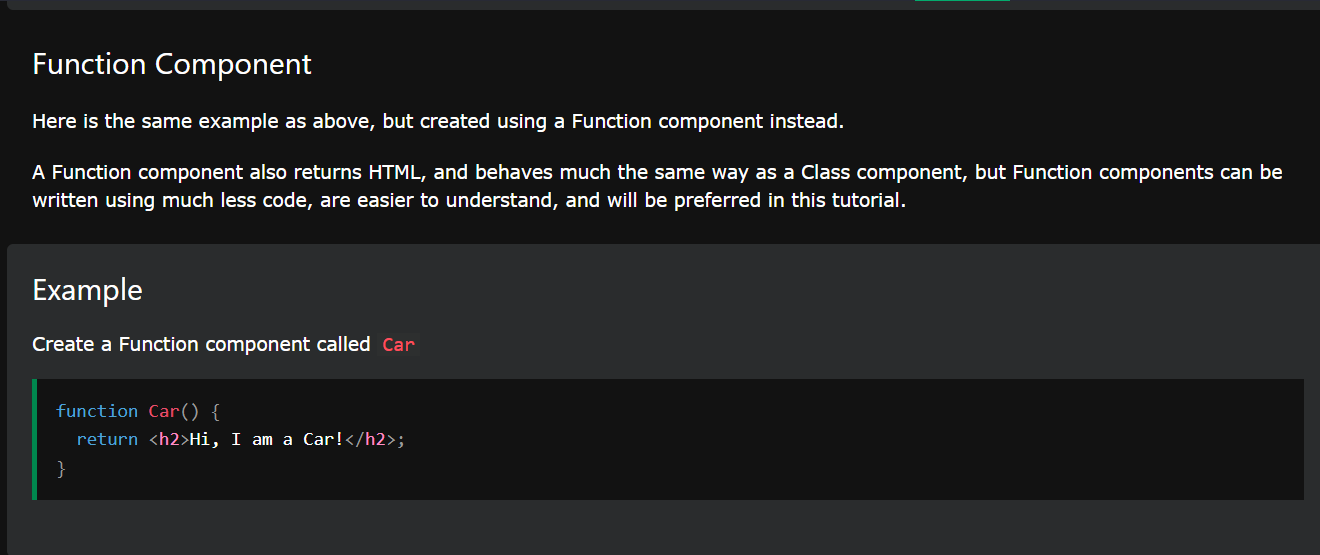 Function Component
Here is the same example as above, but created using a Function component instead.
A Function component also returns HTML, and behaves much the same way as a Class component, but Function components can be
written using much less code, are easier to understand, and will be preferred in this tutorial.
Example
Create a Function component called Car
function Car() {
  return <h2>Hi, I am a Car!</h2>;
}